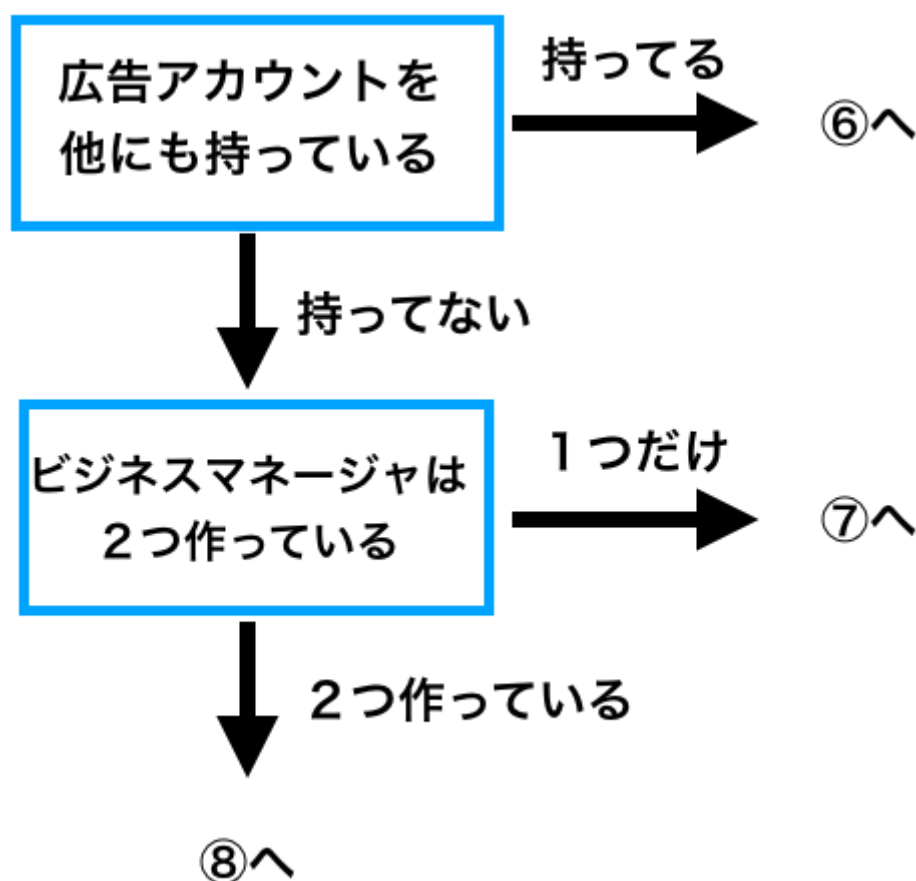 広告アカウントを
他にも持っている
持ってる
⑥へ
持ってない
ビジネスマネージャは
２つ作っている
１つだけ
⑦へ
２つ作っている
⑧へ